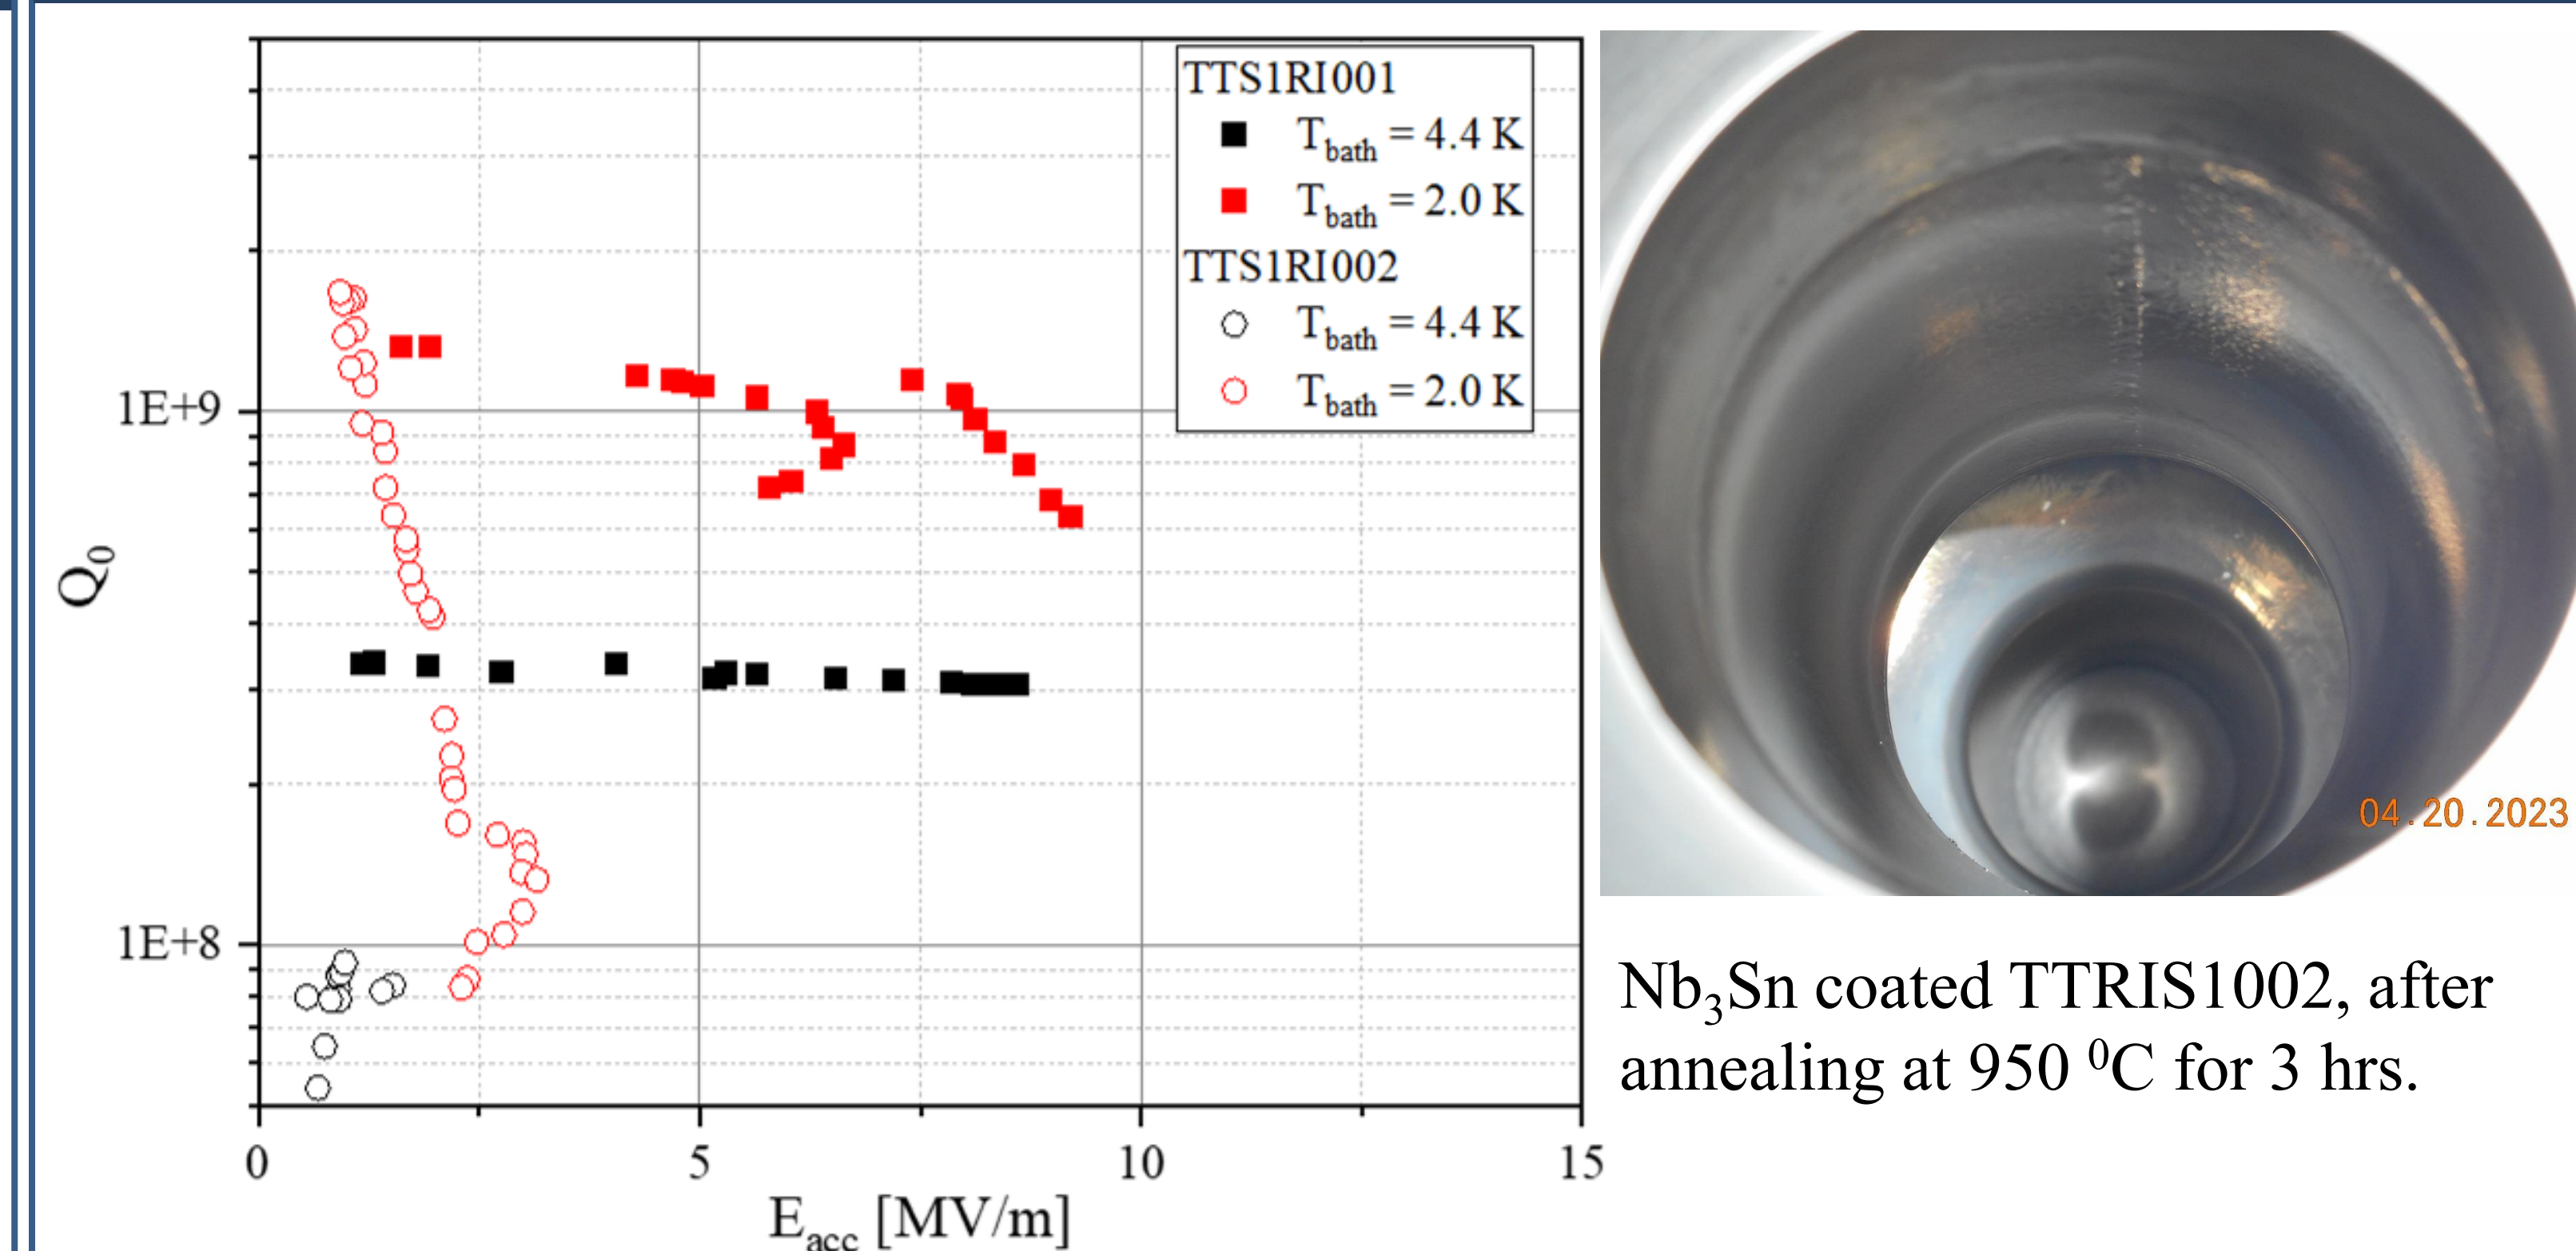 TTS1RI001
T_bath = 4.4 K
T_bath = 2.0 K
TTS1RI002
T_bath = 4.4 K
T_bath = 2.0 K
1E+9
1E+8
Q₀
0 5 10 15
E_acc [MV/m]
04.20.2023
Nb₃Sn coated TTRIS1002, after
annealing at 950 ⁰C for 3 hrs.